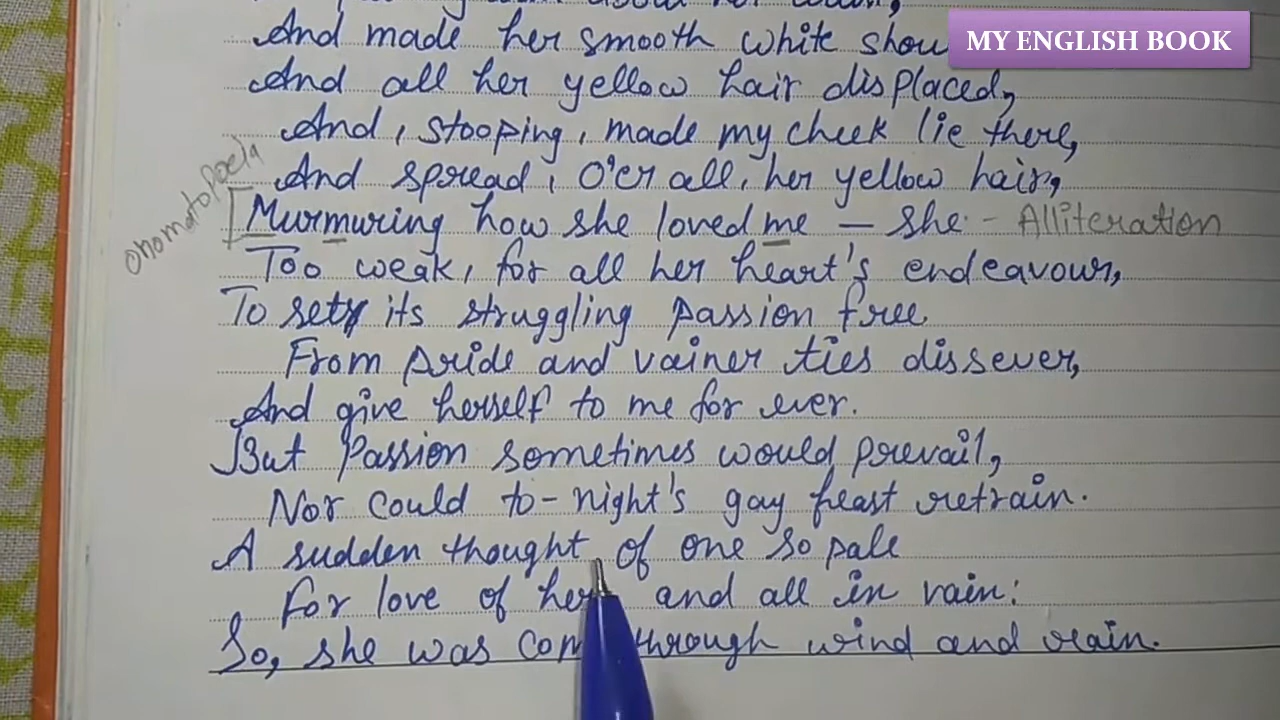 MY ENGLISH BOOK
And made her smooth white
And all her yellow hair displaced,
And, stooping, made my cheek lie there,
And spread, O'er all, her yellow hair,
onomatopoeia
Murmuring how she loved me — she - Alliteration
Too weak, for all her heart's endeavour,
To set its struggling passion free
From pride and vainer ties dissever,
And give herself to me for ever.
But Passion sometimes would prevail,
Nor could to-night's gay feast retrain.
A sudden thought of one so pale
For love of her and all in vain:
So, she was through wind and rain.